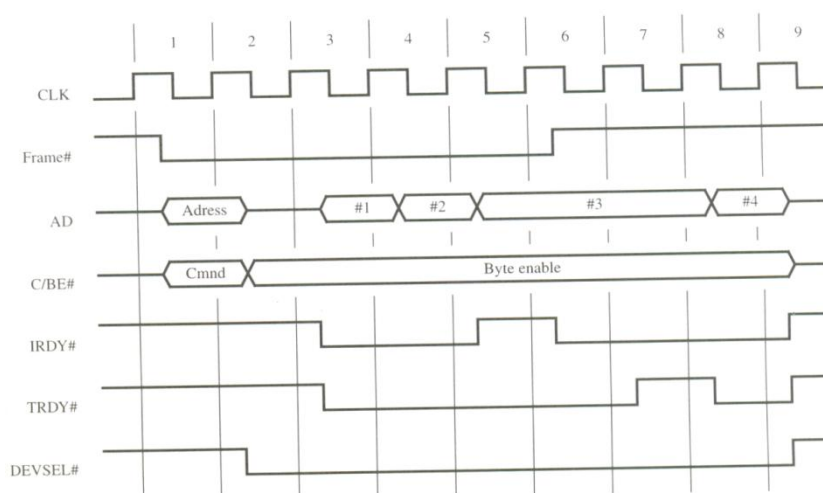 1 2 3 4 5 6 7 8 9
CLK
Frame#
AD Adress #1 #2 #3 #4
C/BE# Cmnd Byte enable
IRDY#
TRDY#
DEVSEL#